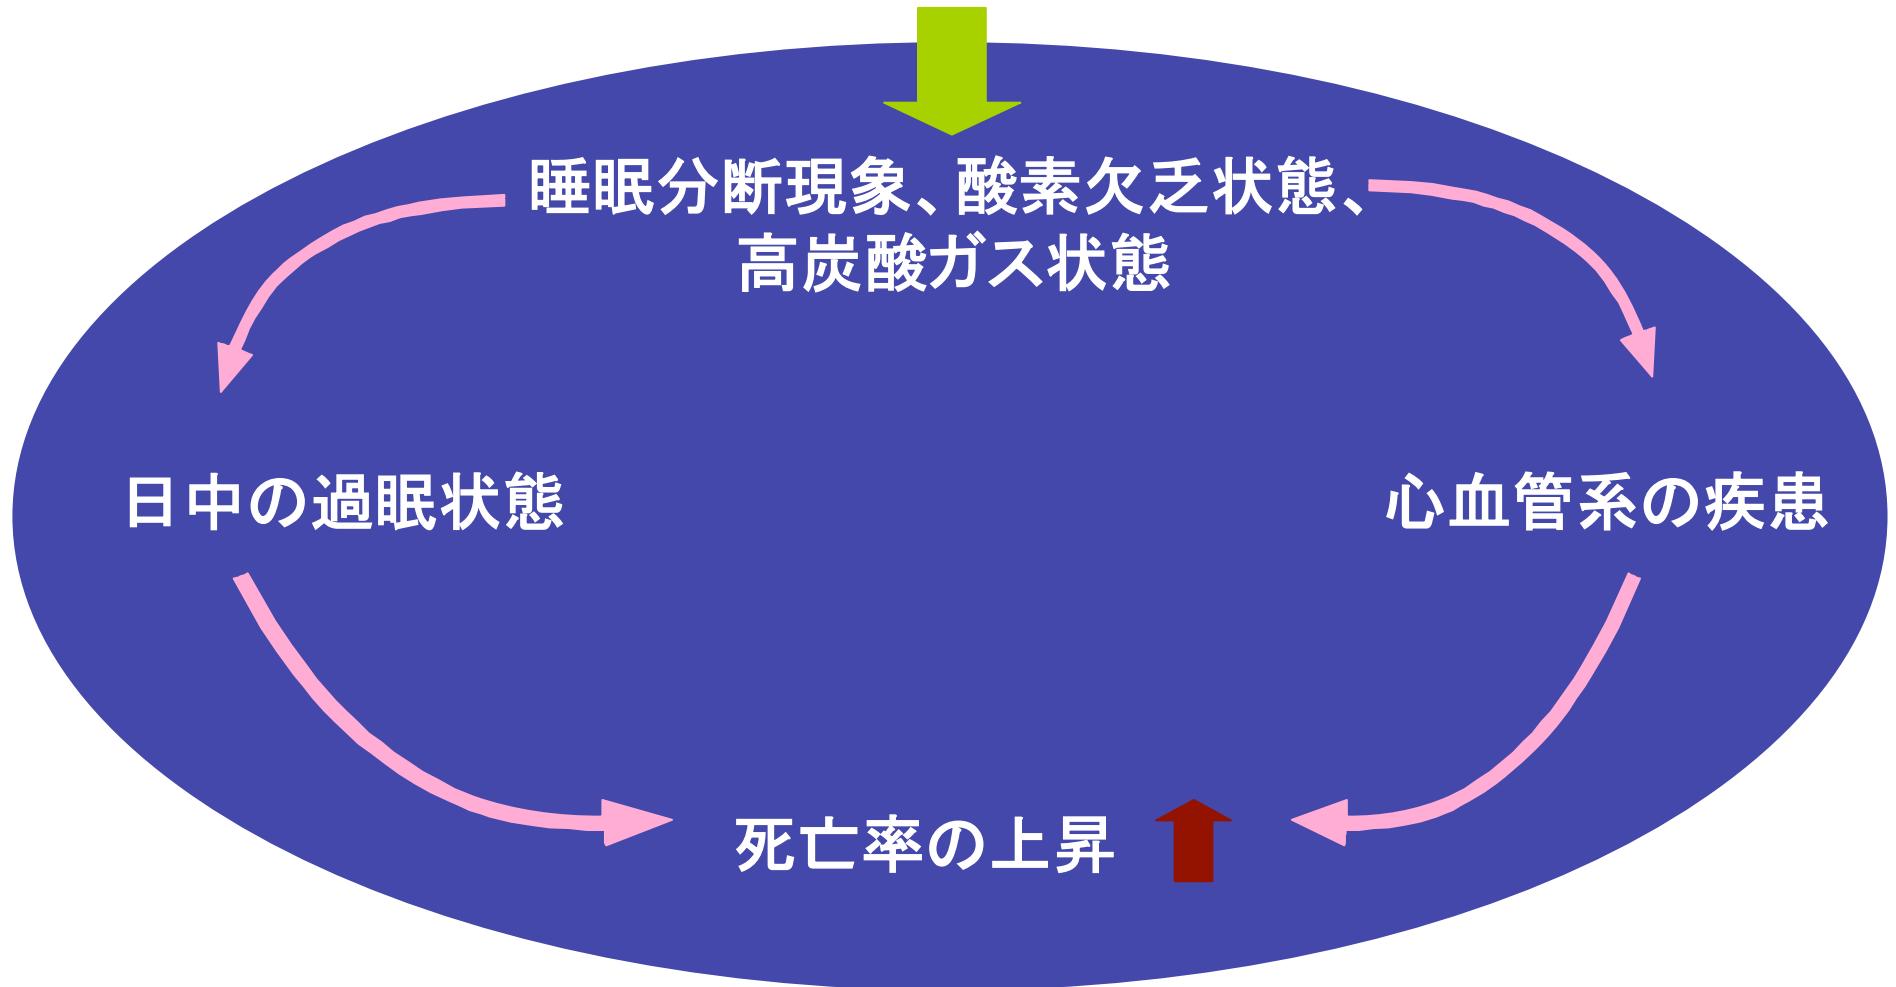 睡眠分断現象、酸素欠乏状態、
高炭酸ガス状態
日中の過眠状態
心血管系の疾患
死亡率の上昇